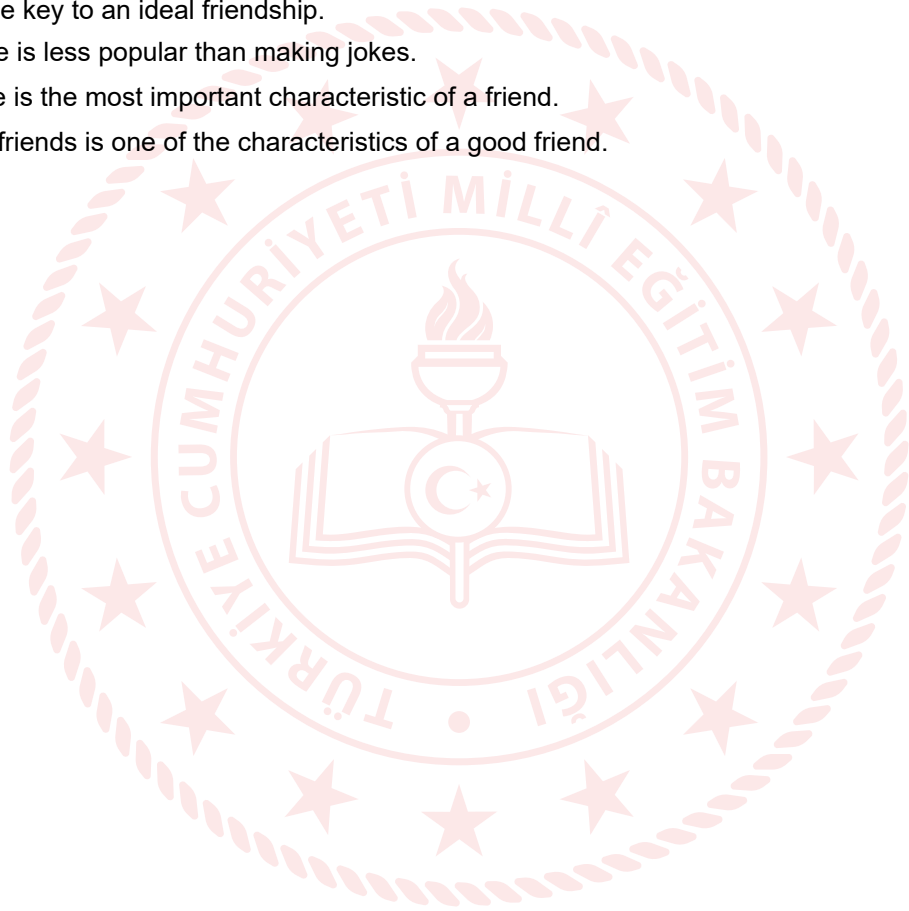 e key to an ideal friendship.
e is less popular than making jokes.
e is the most important characteristic of a friend.
friends is one of the characteristics of a good friend.
TÜRKİYE CUMHURİYETİ MİLLÎ EĞİTİM BAKANLIĞI